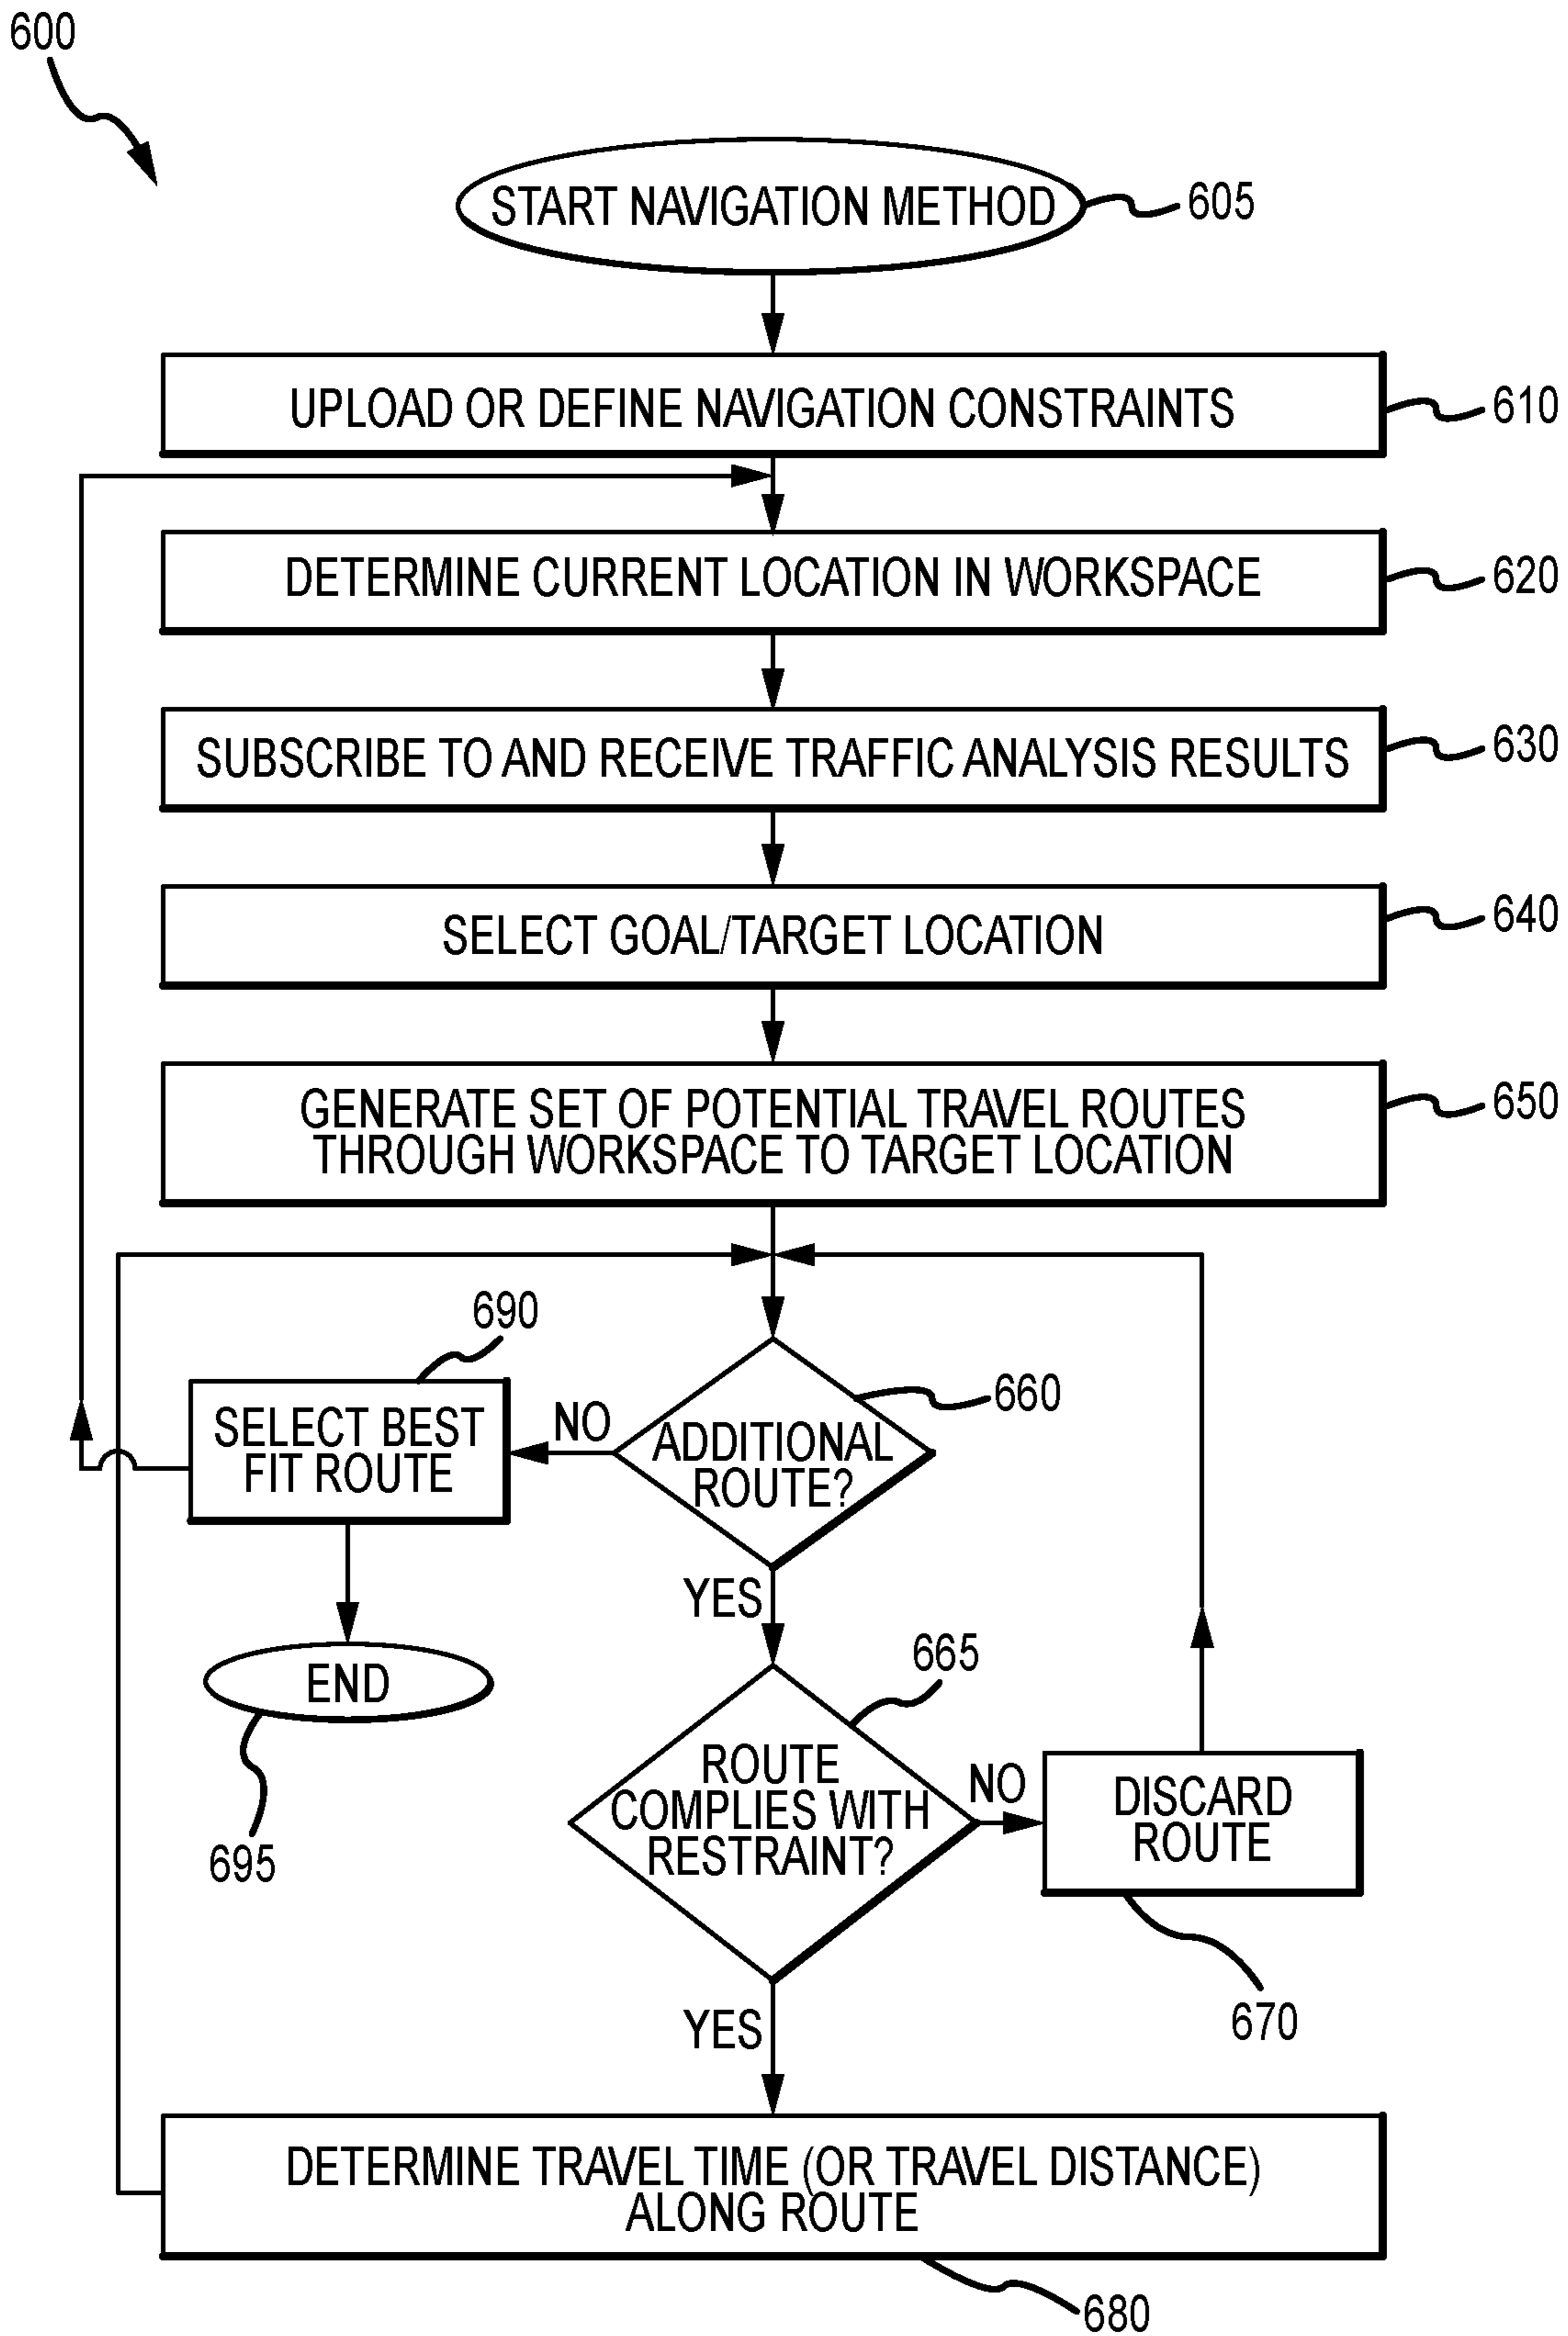 600
START NAVIGATION METHOD
605
UPLOAD OR DEFINE NAVIGATION CONSTRAINTS
610
DETERMINE CURRENT LOCATION IN WORKSPACE
620
SUBSCRIBE TO AND RECEIVE TRAFFIC ANALYSIS RESULTS
630
SELECT GOAL/TARGET LOCATION
640
GENERATE SET OF POTENTIAL TRAVEL ROUTES
THROUGH WORKSPACE TO TARGET LOCATION
650
690
SELECT BEST
FIT ROUTE
NO
ADDITIONAL
ROUTE?
660
YES
END
695
665
ROUTE
COMPLIES WITH
RESTRAINT?
NO
DISCARD
ROUTE
670
YES
DETERMINE TRAVEL TIME (OR TRAVEL DISTANCE)
ALONG ROUTE
680